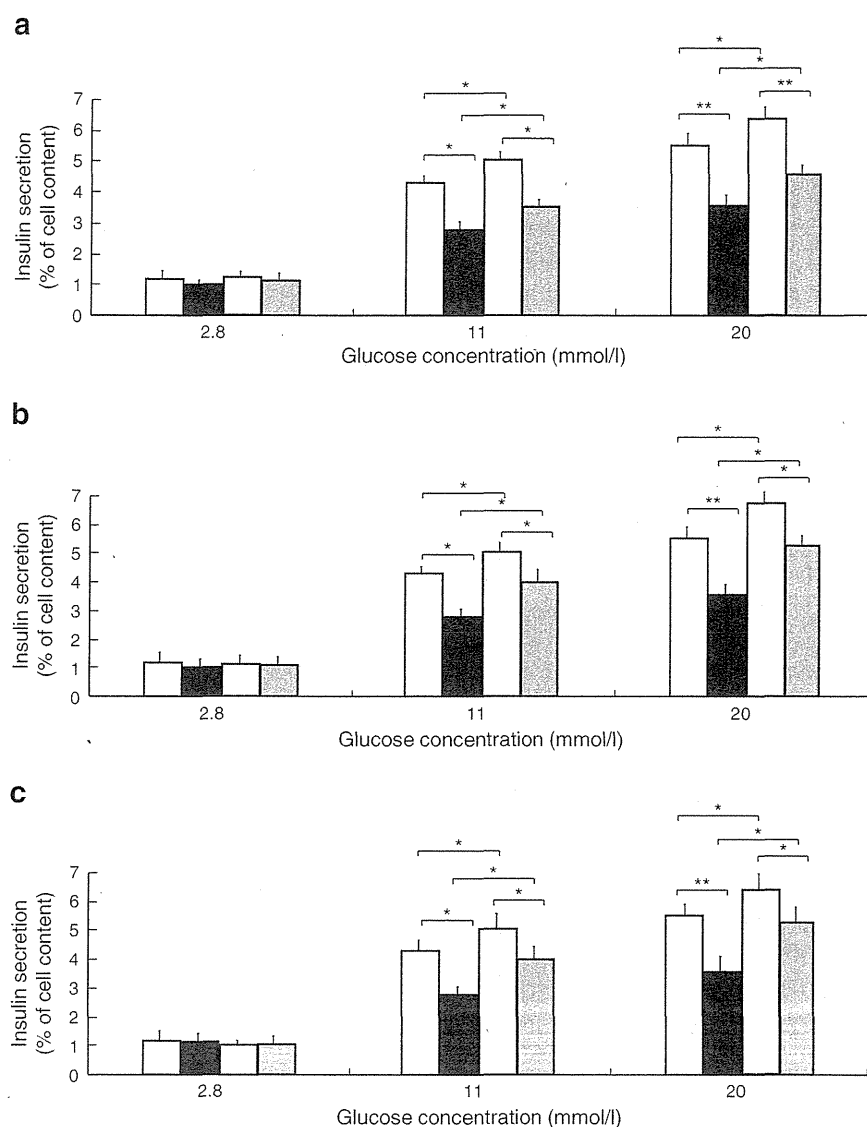 a
* * * ** **
* * * *
7
6
5
4
3
2
1
0
Insulin secretion
(% of cell content)
2.8 11 20
Glucose concentration (mmol/l)
b
* * * ** *
* * * *
7
6
5
4
3
2
1
0
Insulin secretion
(% of cell content)
2.8 11 20
Glucose concentration (mmol/l)
c
* * * ** *
* * * *
7
6
5
4
3
2
1
0
Insulin secretion
(% of cell content)
2.8 11 20
Glucose concentration (mmol/l)